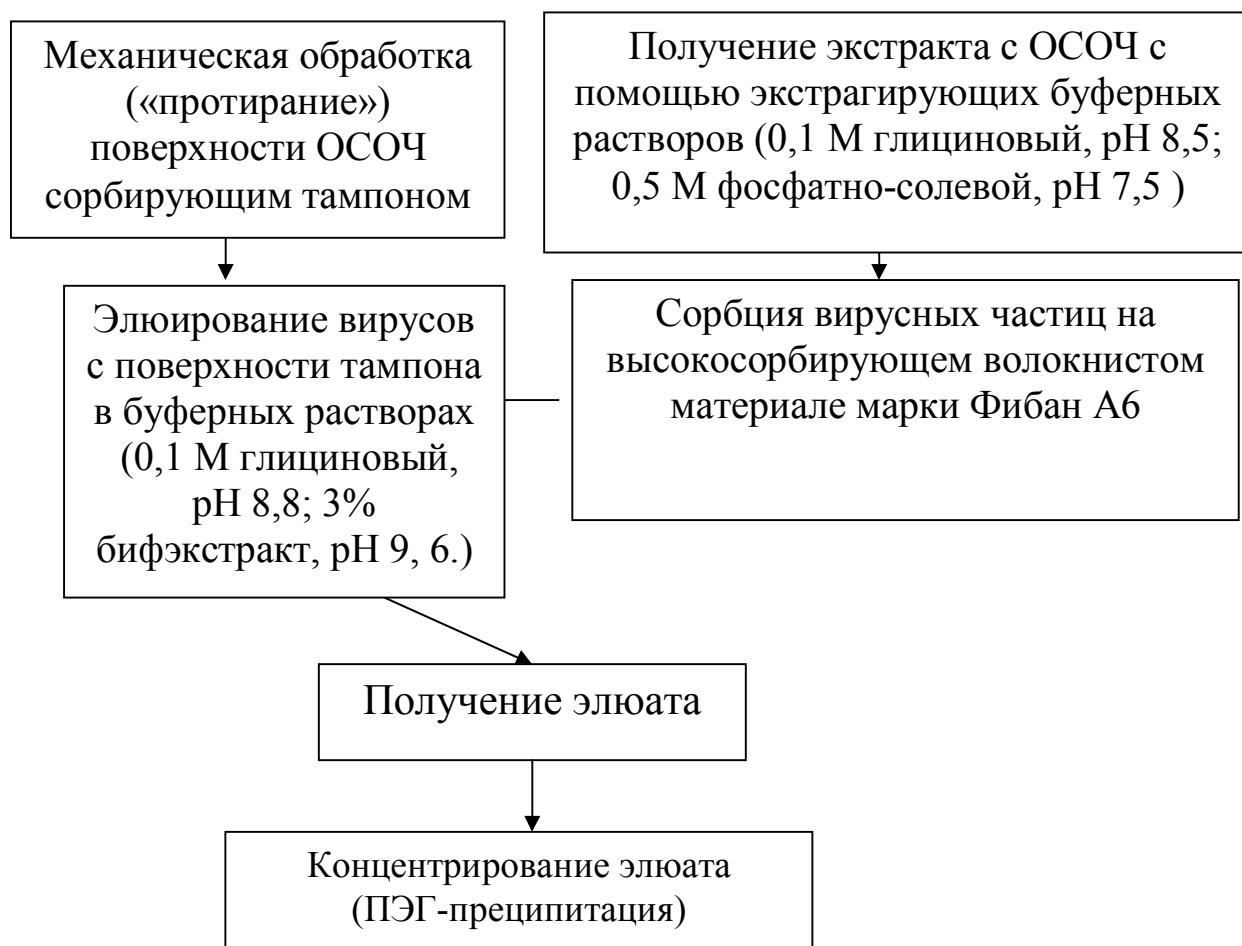 Механическая обработка
(«протирание»)
поверхности ОСОЧ
сорбирующим тампоном
Получение экстракта с ОСОЧ с
помощью экстрагирующих буферных
растворов (0,1 М глициновый, рН 8,5;
0,5 М фосфатно-солевой, рН 7,5 )
Элюирование вирусов
с поверхности тампона
в буферных растворах
(0,1 М глициновый,
рН 8,8; 3%
бифэкстракт, рН 9, 6.)
Сорбция вирусных частиц на
высокосорбирующем волокнистом
материале марки Фибан А6
Получение элюата
Концентрирование элюата
(ПЭГ-преципитация)